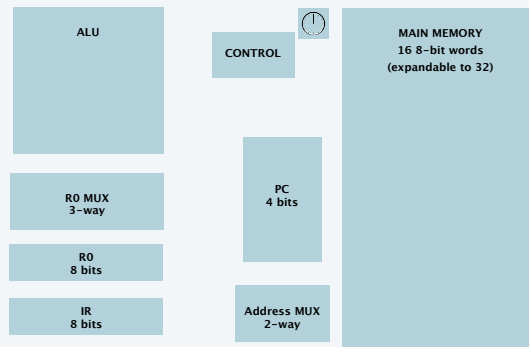 ALU
CONTROL
MAIN MEMORY
16 8-bit words
(expandable to 32)
R0 MUX
3-way
PC
4 bits
R0
8 bits
IR
8 bits
Address MUX
2-way